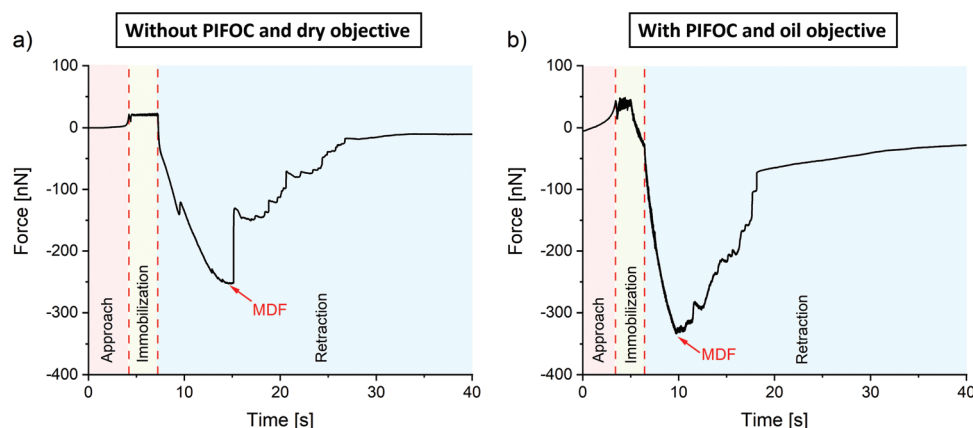 Without PIFOC and dry objective
With PIFOC and oil objective
a)
100
0
-100
-200
-300
-400
Force [nN]
Approach
Immobilization
Retraction
MDF
0
10
20
30
40
Time [s]
b)
100
0
-100
-200
-300
-400
Force [nN]
Approach
Immobilization
Retraction
MDF
0
10
20
30
40
Time [s]